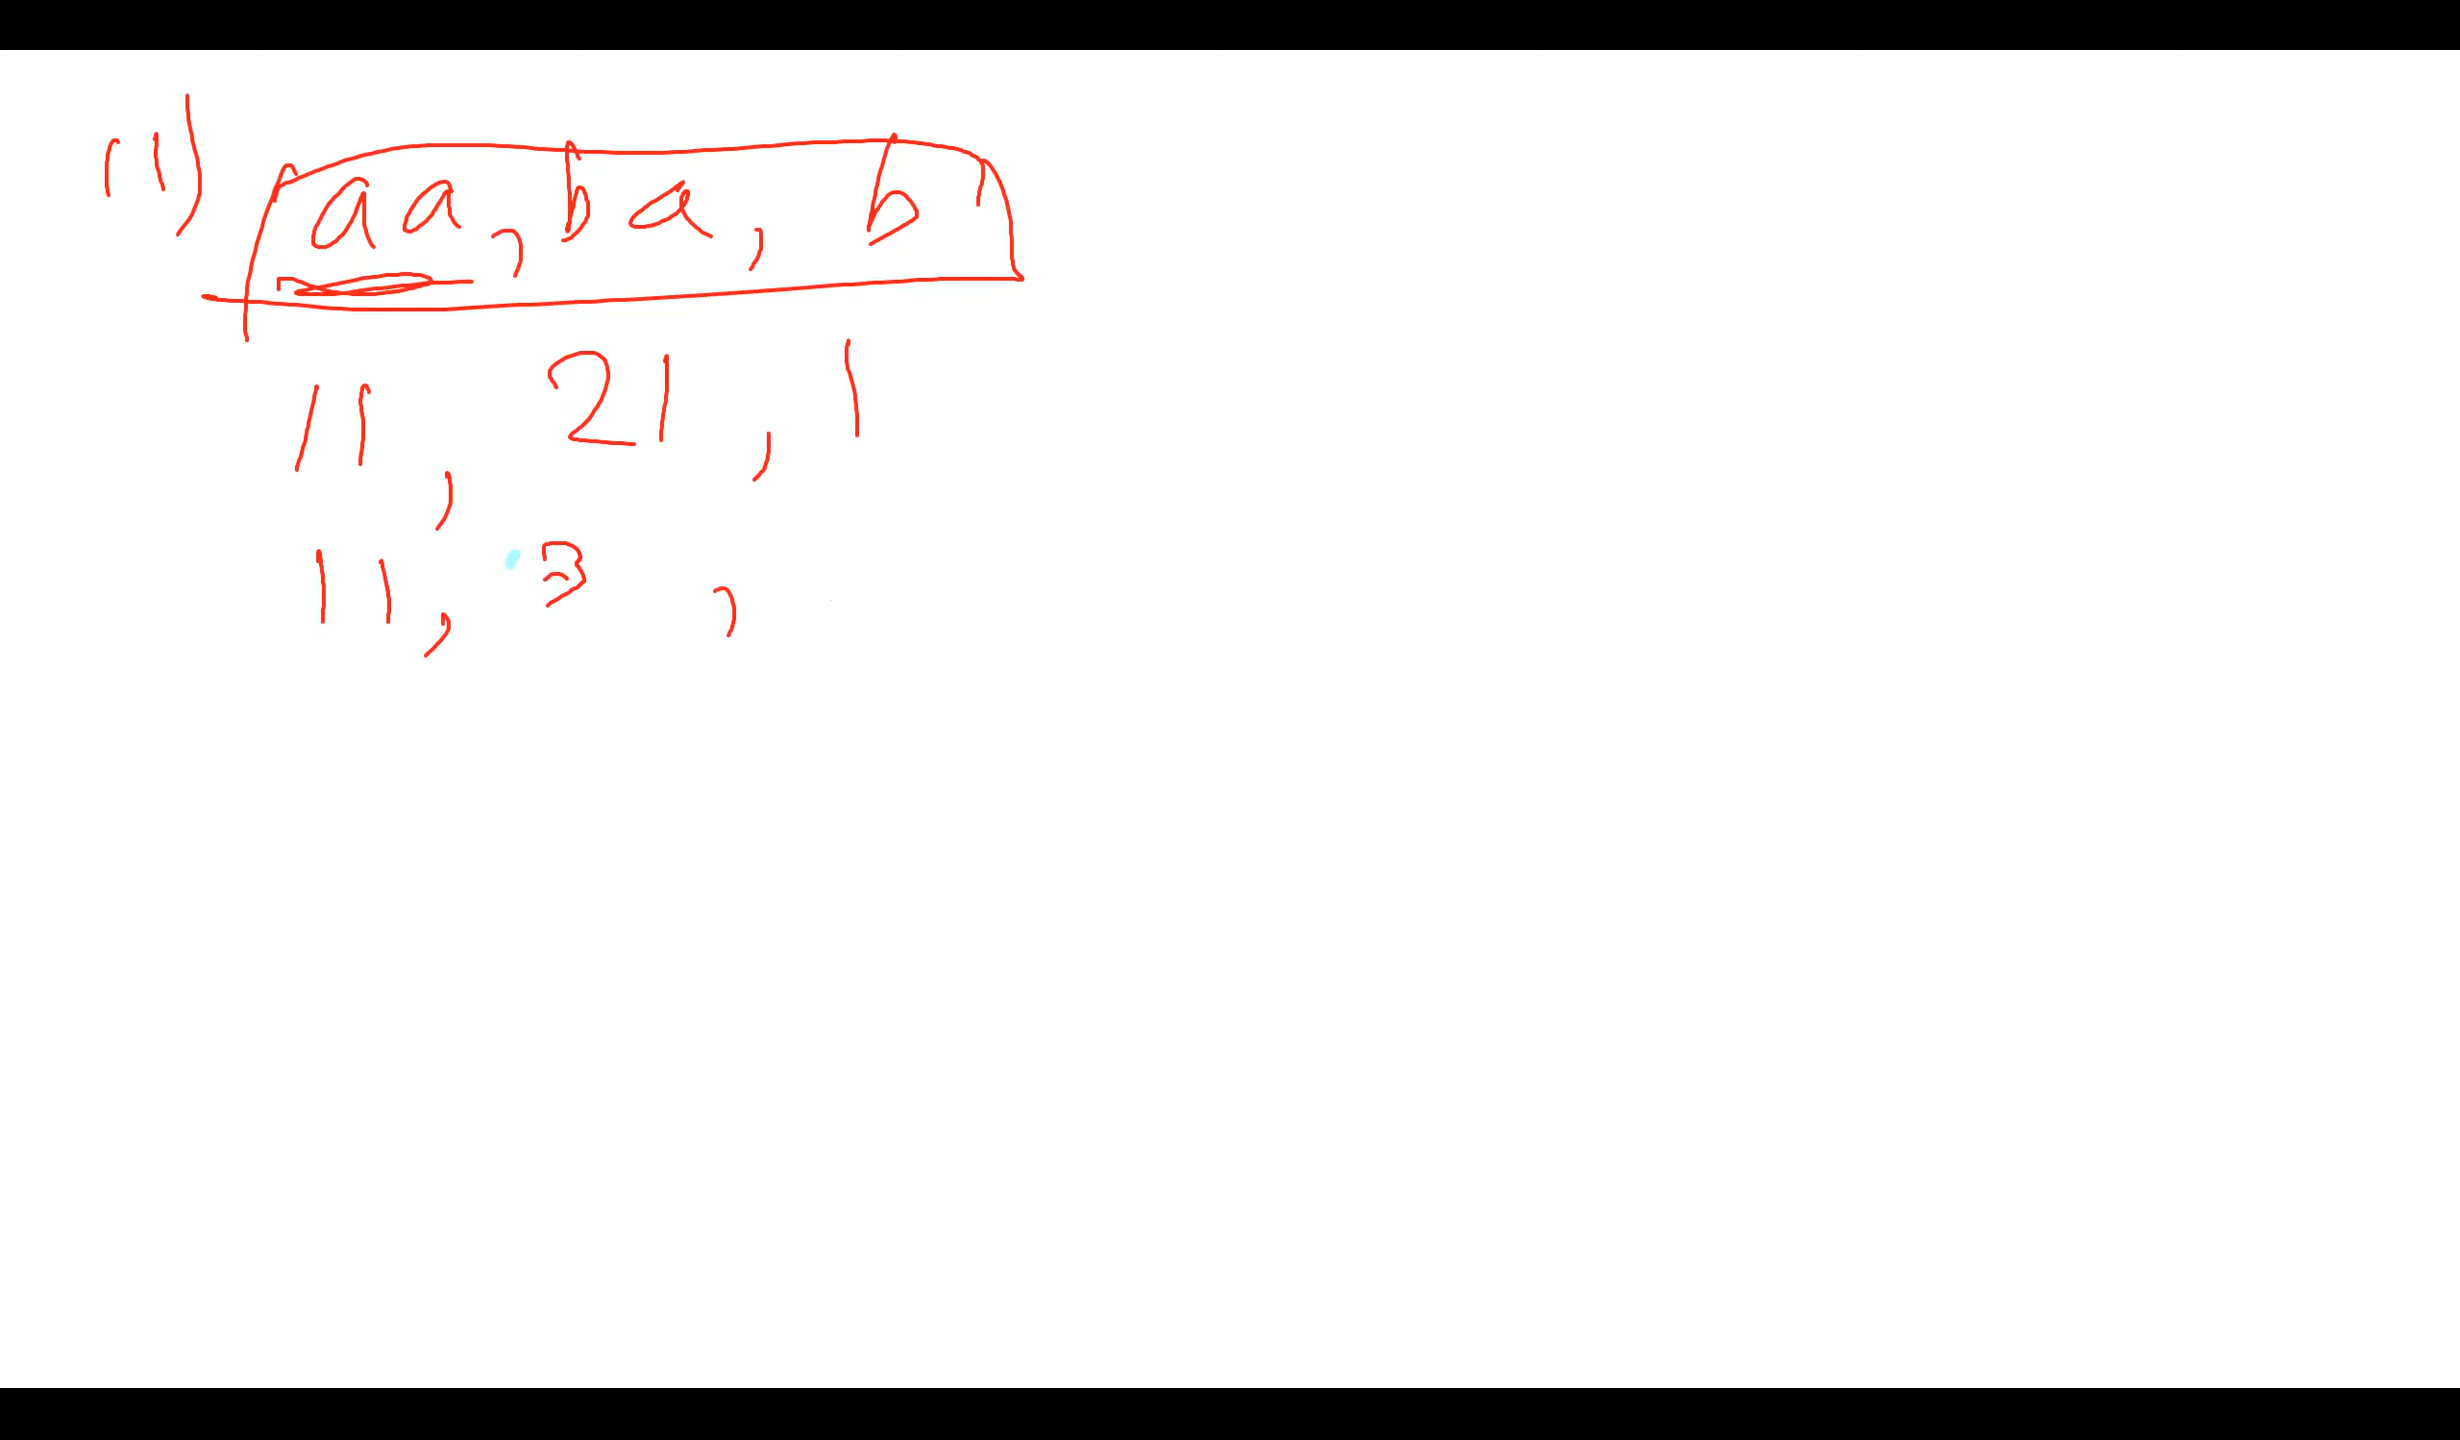 (1) "aa, ba, b"
11, 21, 1
11, 3,